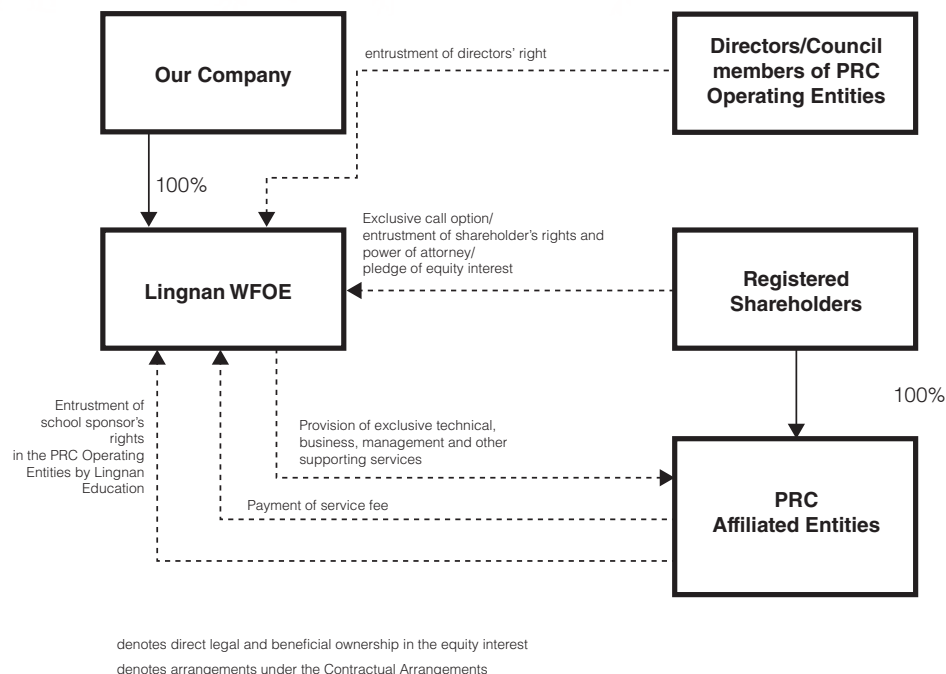 Our Company
entrustment of directors' right
Directors/Council
members of PRC
Operating Entities
100%
Exclusive call option/
entrustment of shareholder's rights and
power of attorney/
pledge of equity interest
Lingnan WFOE
Registered
Shareholders
100%
Entrustment of
school sponsor's
rights
in the PRC Operating
Entities by Lingnan
Education
Provision of exclusive technical,
business, management and other
supporting services
Payment of service fee
PRC
Affiliated Entities
denotes direct legal and beneficial ownership in the equity interest
denotes arrangements under the Contractual Arrangements